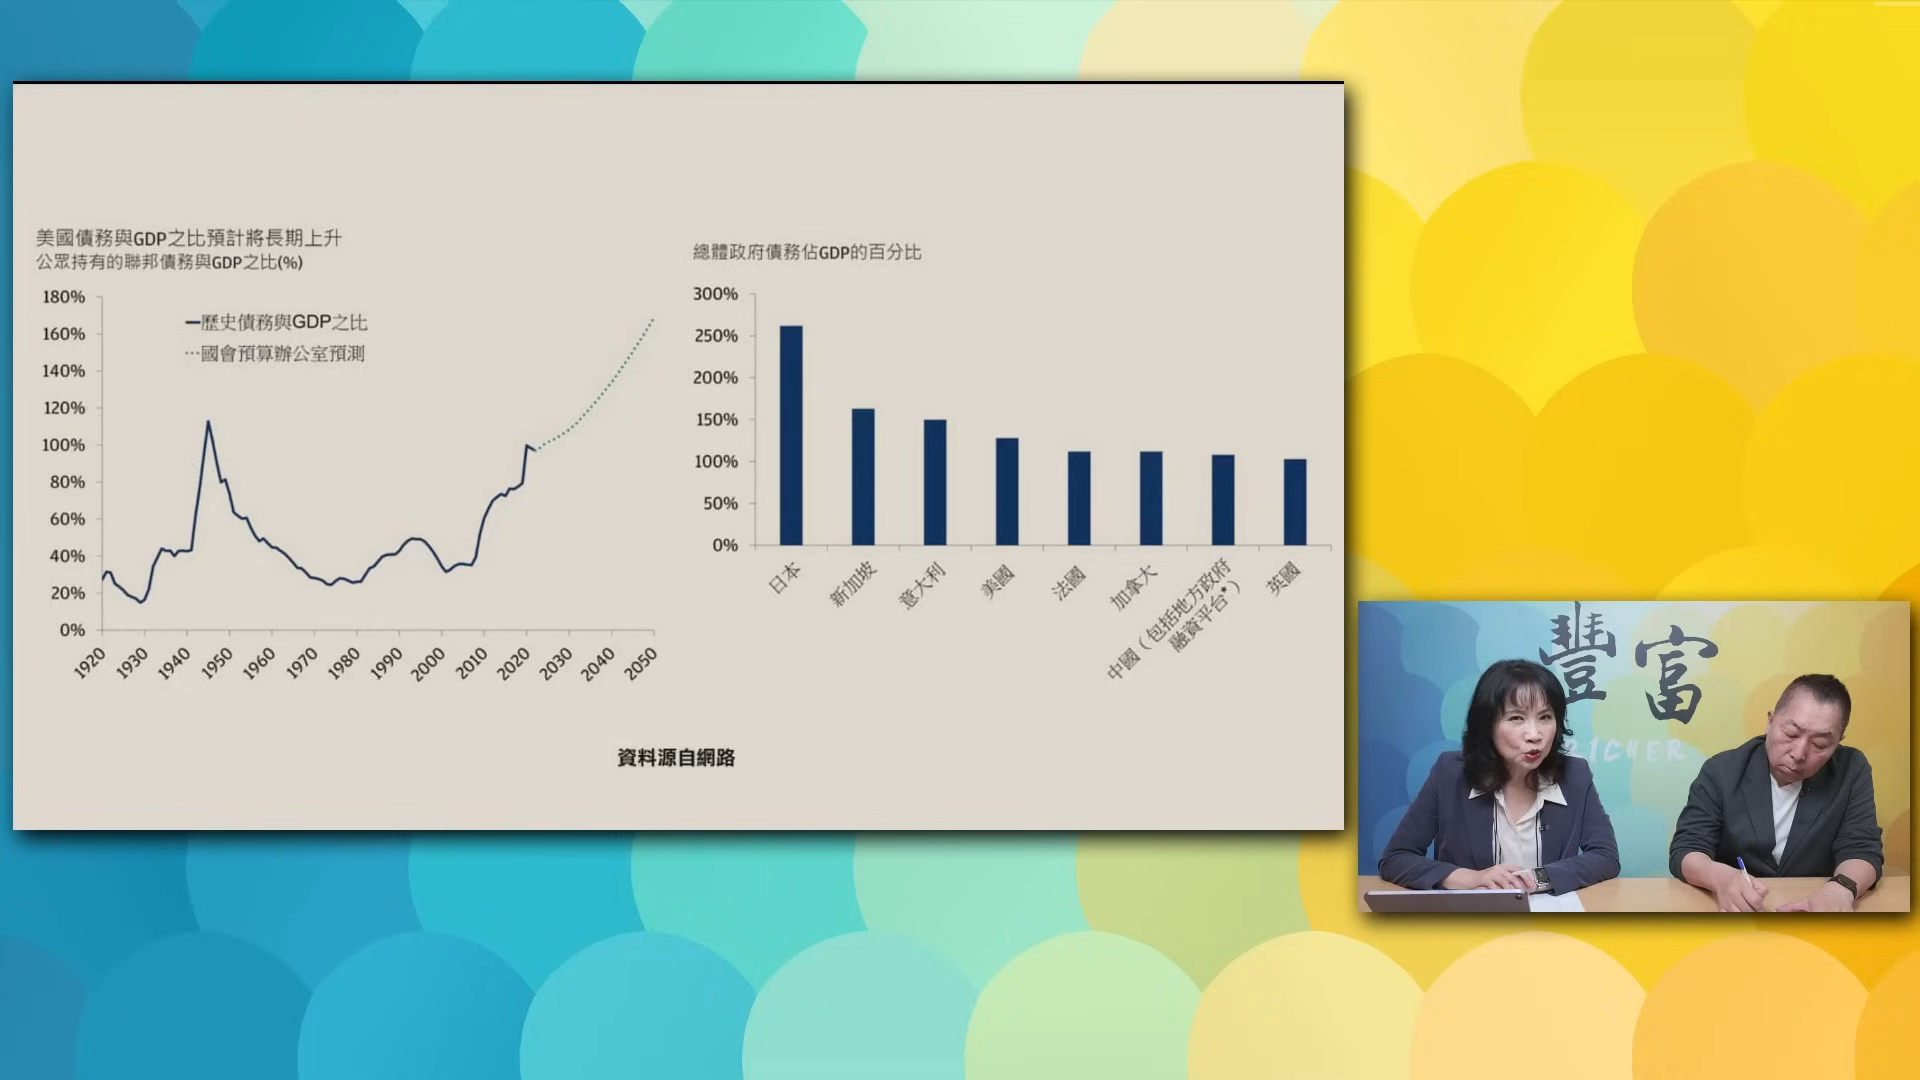 美國債務與GDP之比預計將長期上升
公眾持有的聯邦債務與GDP之比(%)
180%
160%
140%
120%
100%
80%
60%
40%
20%
0%
歷史債務與GDP之比
國會預算辦公室預測
1920
1930
1940
1950
1960
1970
1980
1990
2000
2010
2020
2030
2040
2050
總體政府債務佔GDP的百分比
300%
250%
200%
150%
100%
50%
0%
日本
新加坡
意大利
美國
法國
加拿大
中國（包括地方政府
融資平台*）
英國
資料源自網路
豐富
RICHER